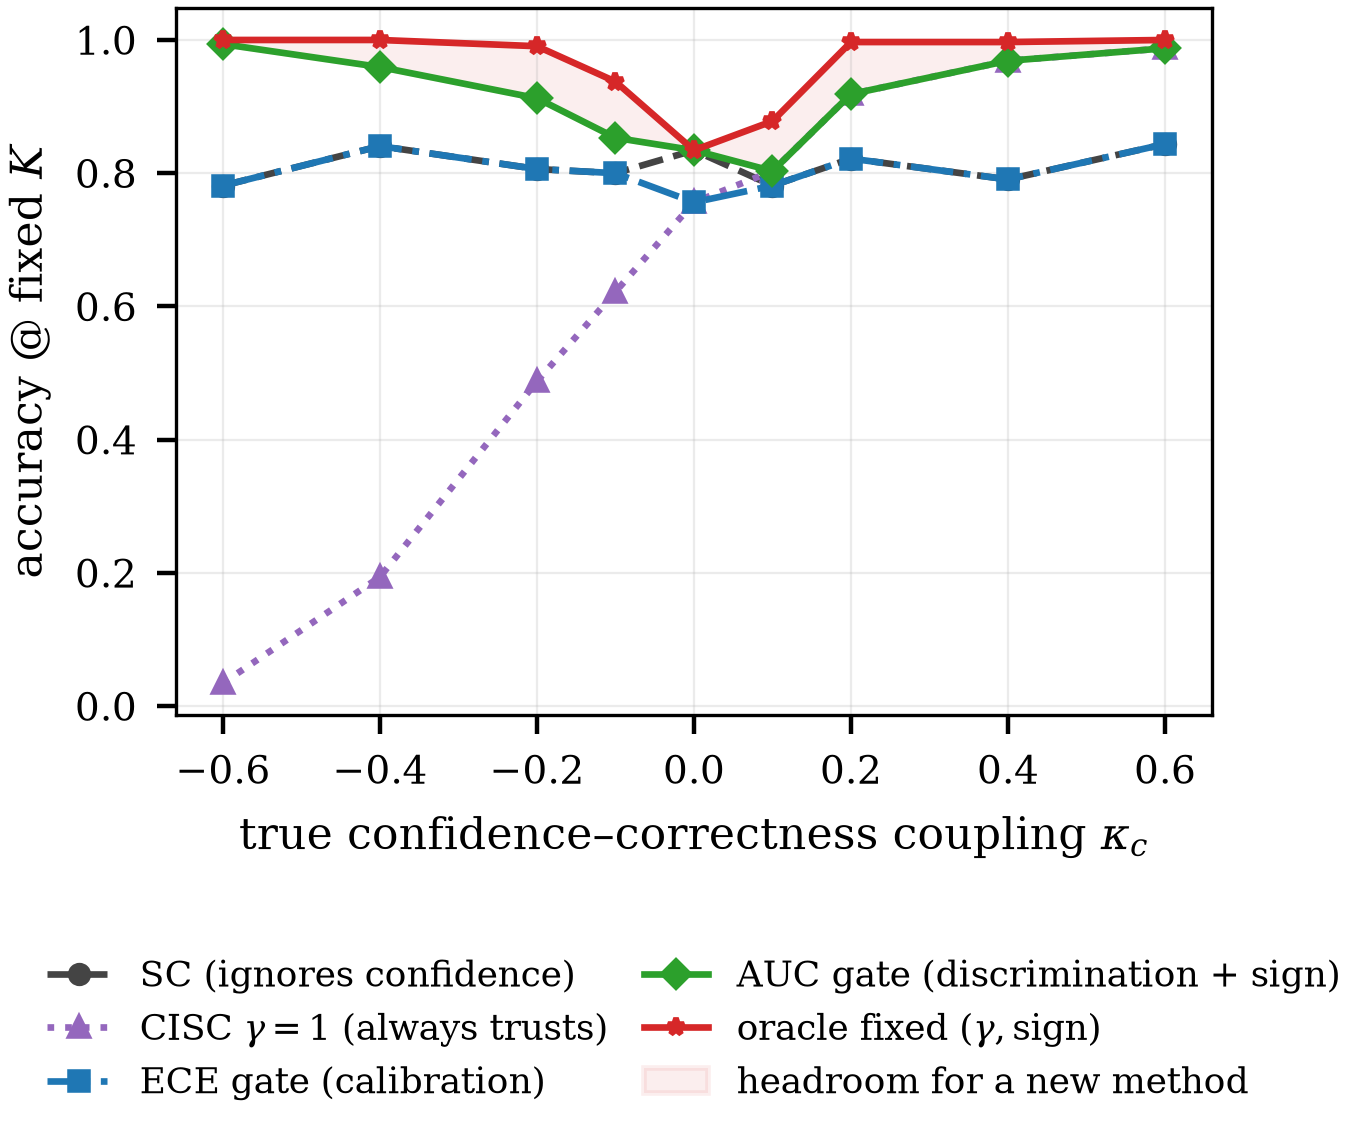 accuracy @ fixed K
1.0
0.8
0.6
0.4
0.2
0.0
−0.6 −0.4 −0.2 0.0 0.2 0.4 0.6
true confidence–correctness coupling κc
SC (ignores confidence)
CISC γ = 1 (always trusts)
ECE gate (calibration)
AUC gate (discrimination + sign)
oracle fixed (γ, sign)
headroom for a new method